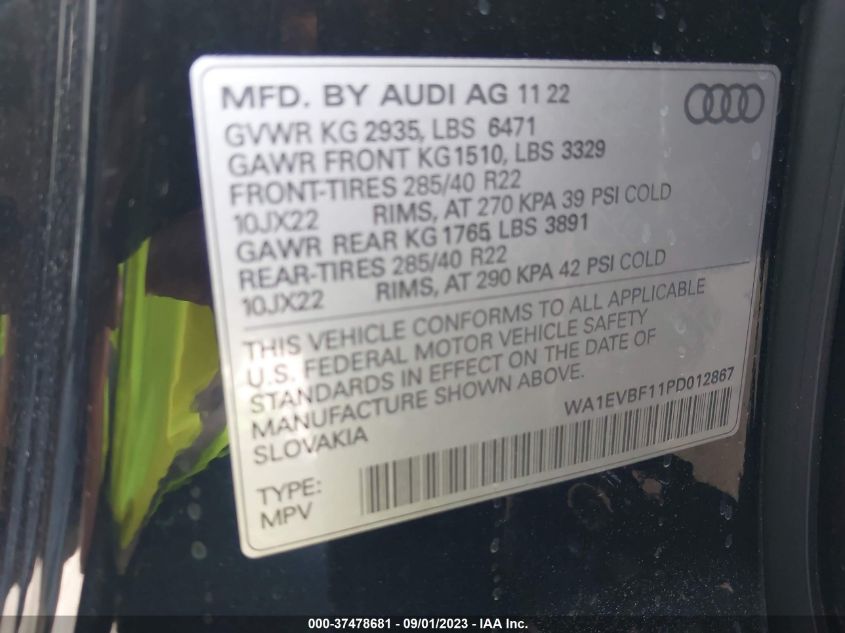 MFD. BY AUDI AG 11 22
GVWR KG 2935, LBS 6471
GAWR FRONT KG 1510, LBS 3329
FRONT-TIRES 285/40 R22
10JX22 RIMS, AT 270 KPA 39 PSI COLD
GAWR REAR KG 1765, LBS 3891
REAR-TIRES 285/40 R22
10JX22 RIMS, AT 290 KPA 42 PSI COLD
THIS VEHICLE CONFORMS TO ALL APPLICABLE
U.S. FEDERAL MOTOR VEHICLE SAFETY
STANDARDS IN EFFECT ON THE DATE OF
MANUFACTURE SHOWN ABOVE.
SLOVAKIA
WA1EVBF11PD012867
TYPE:
MPV
000-37478681 - 09/01/2023 - IAA Inc.